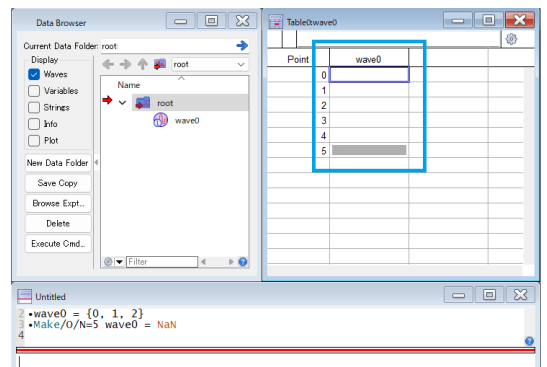 Data Browser
Current Data Folder: root:
Display
Waves
Variables
Strings
Info
Plot
New Data Folder
Save Copy
Browse Expt...
Delete
Execute Cmd...
root
Name
root
wave0
Filter
Table0:wave0
Point
wave0
0
1
2
3
4
5
Untitled
2 •wave0 = {0, 1, 2}
3 •Make/O/N=5 wave0 = NaN
4